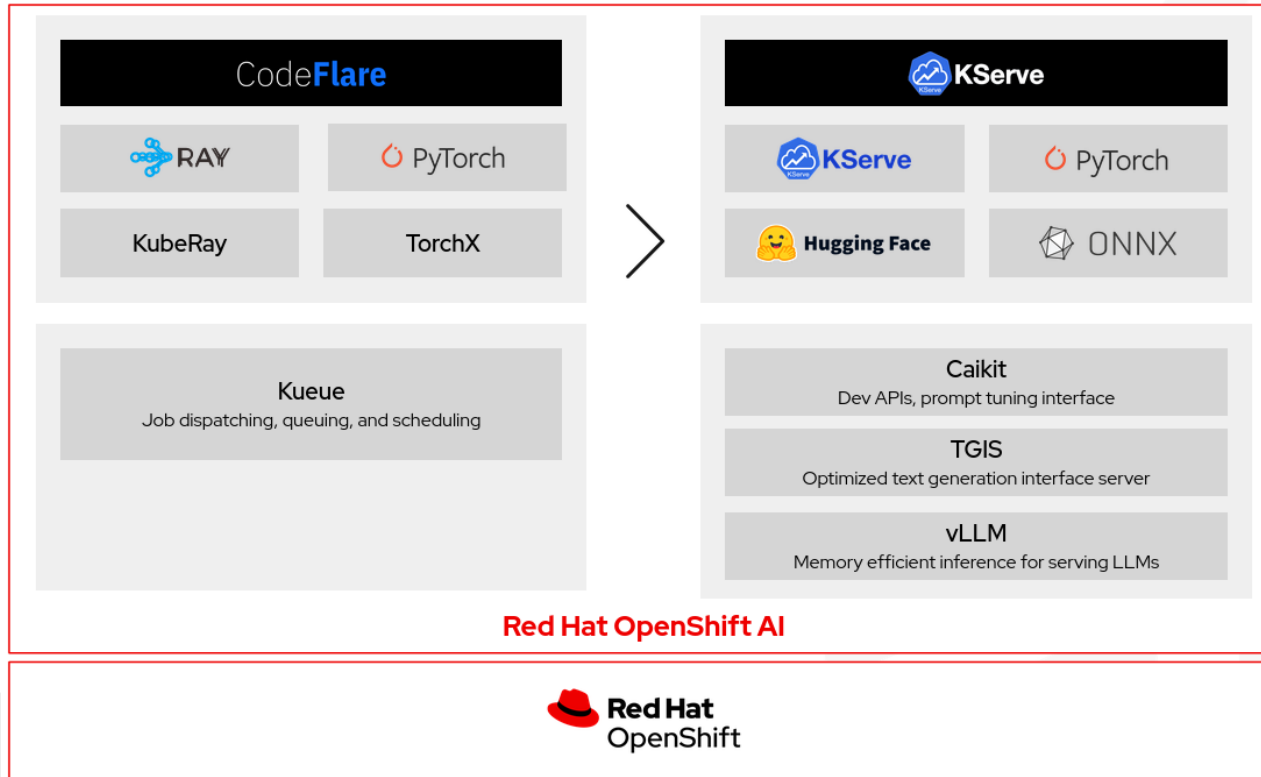 CodeFlare
RAY
PyTorch
KubeRay
TorchX
Kueue
Job dispatching, queuing, and scheduling
KServe
KServe
KServe
KServe
PyTorch
Hugging Face
ONNX
Caikit
Dev APIs, prompt tuning interface
TGIS
Optimized text generation interface server
vLLM
Memory efficient inference for serving LLMs
Red Hat OpenShift AI
Red Hat
OpenShift